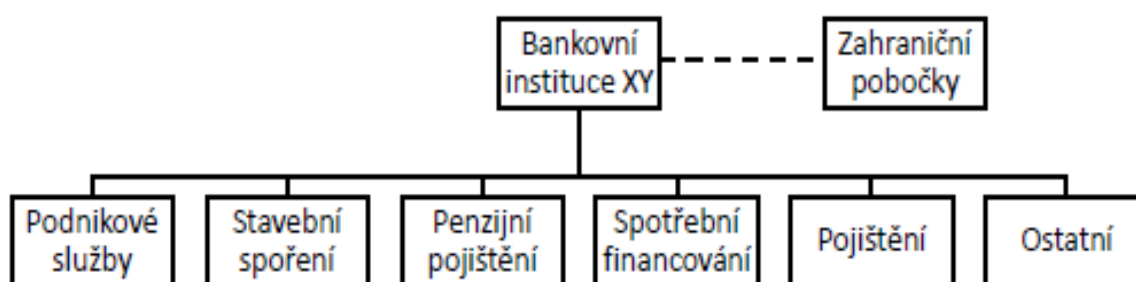 Bankovní
instituce XY
Zahraniční
pobočky
Podnikové
služby
Stavební
spoření
Penzijní
pojištění
Spotřební
financování
Pojištění
Ostatní